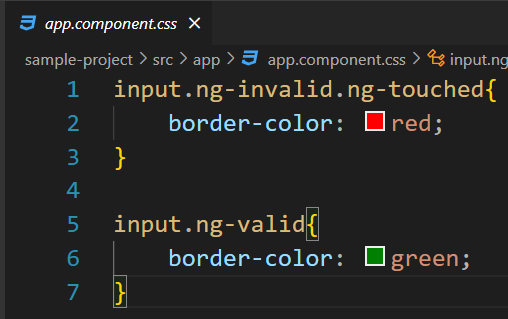 app.component.css ×
sample-project > src > app > app.component.css > input.ng
1 input.ng-invalid.ng-touched{
2     border-color: red;
3 }
4
5 input.ng-valid{
6     border-color: green;
7 }